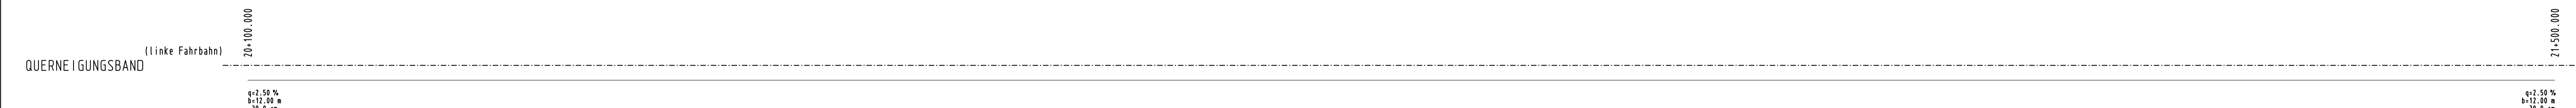 20+100.000
21+500.000
(linke Fahrbahn)
QUERNEIGUNGSBAND
q=2.50 %
b=12.00 m
q=2.50 %
b=12.00 m